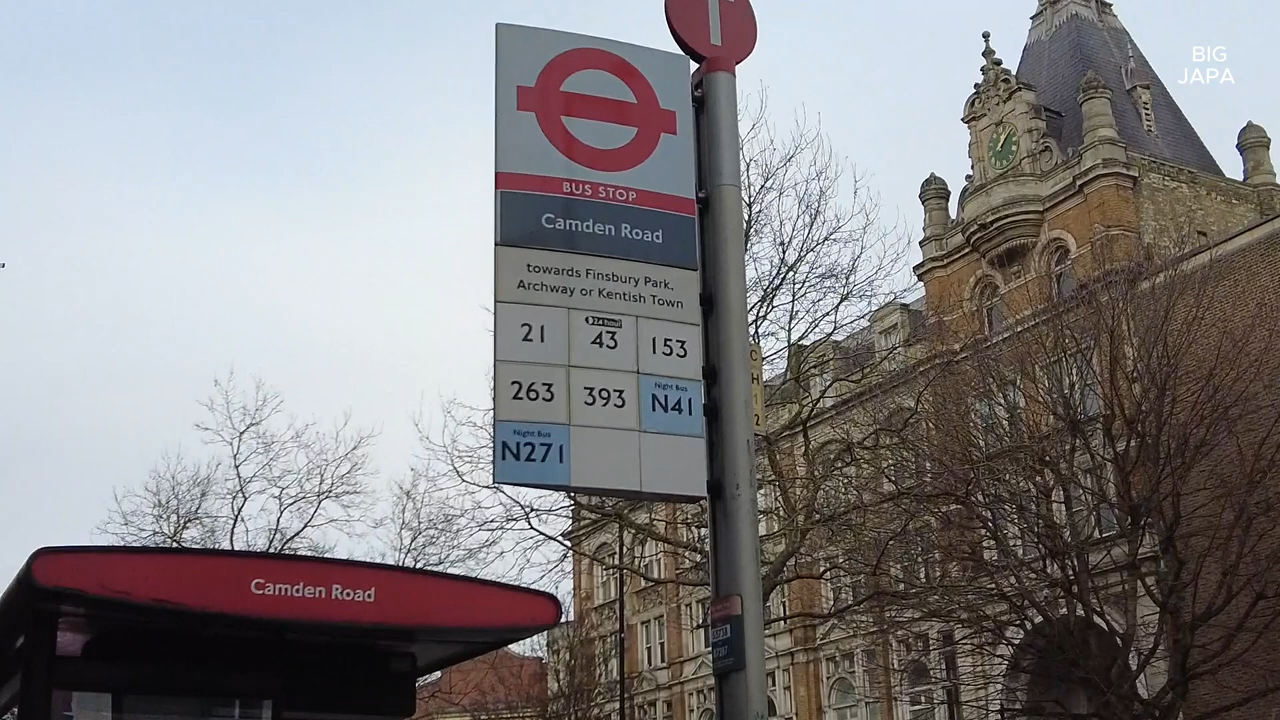 BIG
JAPA
T
BUS STOP
Camden Road
towards Finsbury Park,
Archway or Kentish Town
21
24 hour
43
153
263
393
Night Bus
N41
Night Bus
N271
Camden Road